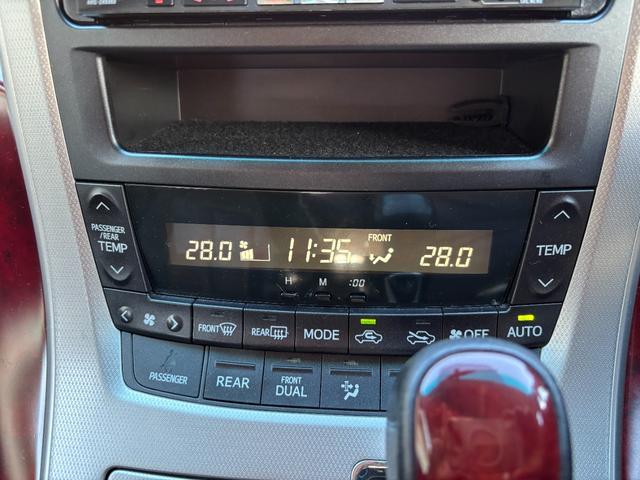 PASSENGER
/REAR
TEMP
28.0 11:35 FRONT 28.0
TEMP
H M :00
FRONT REAR MODE OFF AUTO
PASSENGER REAR FRONT
DUAL